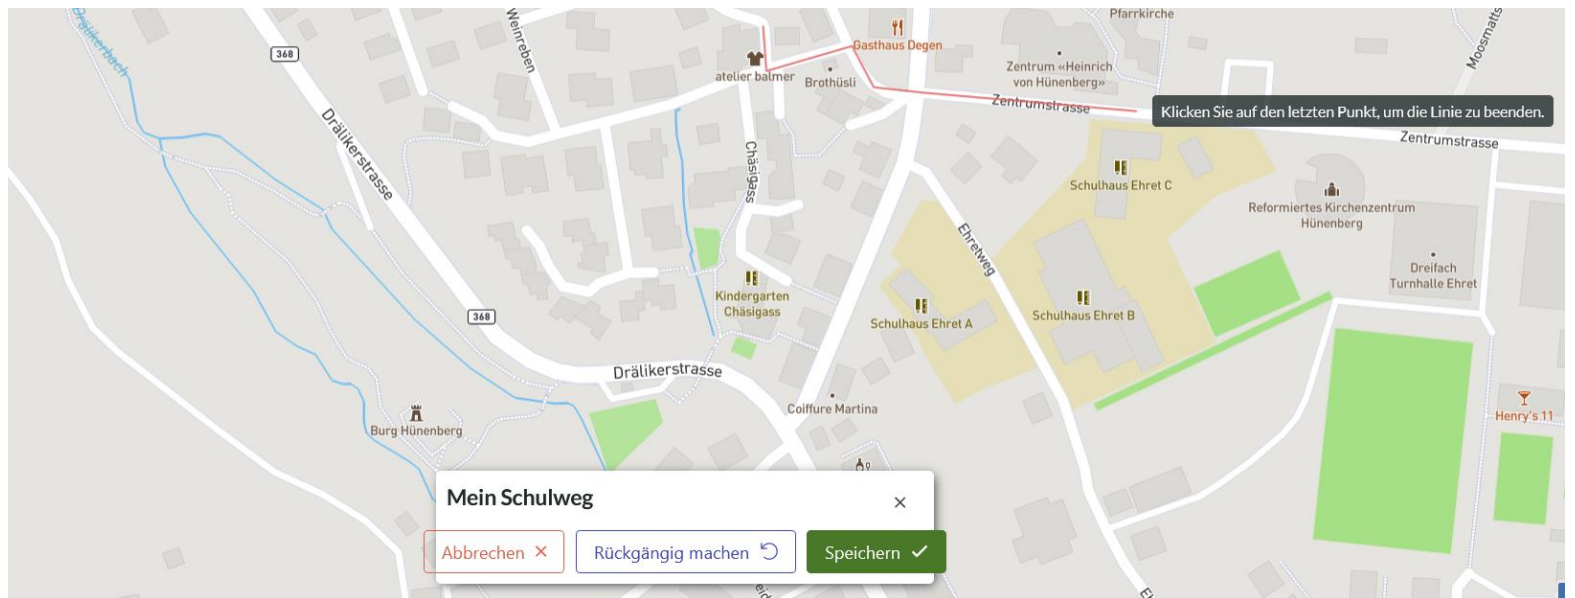 Drälikerbach
Weinreben
368
Gasthaus Degen
Pfarrkirche
Moosmatts
atelier balmer
Brothüsli
Zentrum «Heinrich
von Hünenberg»
Zentrumstrasse
Klicken Sie auf den letzten Punkt, um die Linie zu beenden.
Zentrumstrasse
Drälikerstrasse
Chäsigass
Schulhaus Ehret C
Reformiertes Kirchenzentrum
Hünenberg
Ehretweg
Dreifach
Turnhalle Ehret
Kindergarten
Chäsigass
Schulhaus Ehret A
Schulhaus Ehret B
368
Drälikerstrasse
Coiffure Martina
Burg Hünenberg
Henry's 11
Mein Schulweg
Abbrechen
Rückgängig machen
Speichern